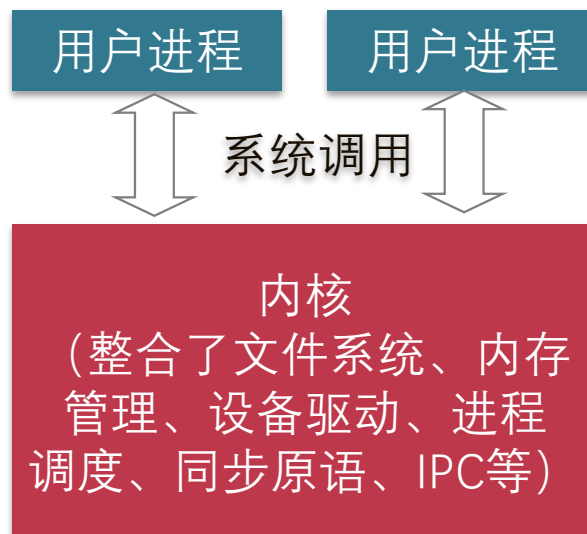 用户进程
用户进程
系统调用
内核
（整合了文件系统、内存
管理、设备驱动、进程
调度、同步原语、IPC等）